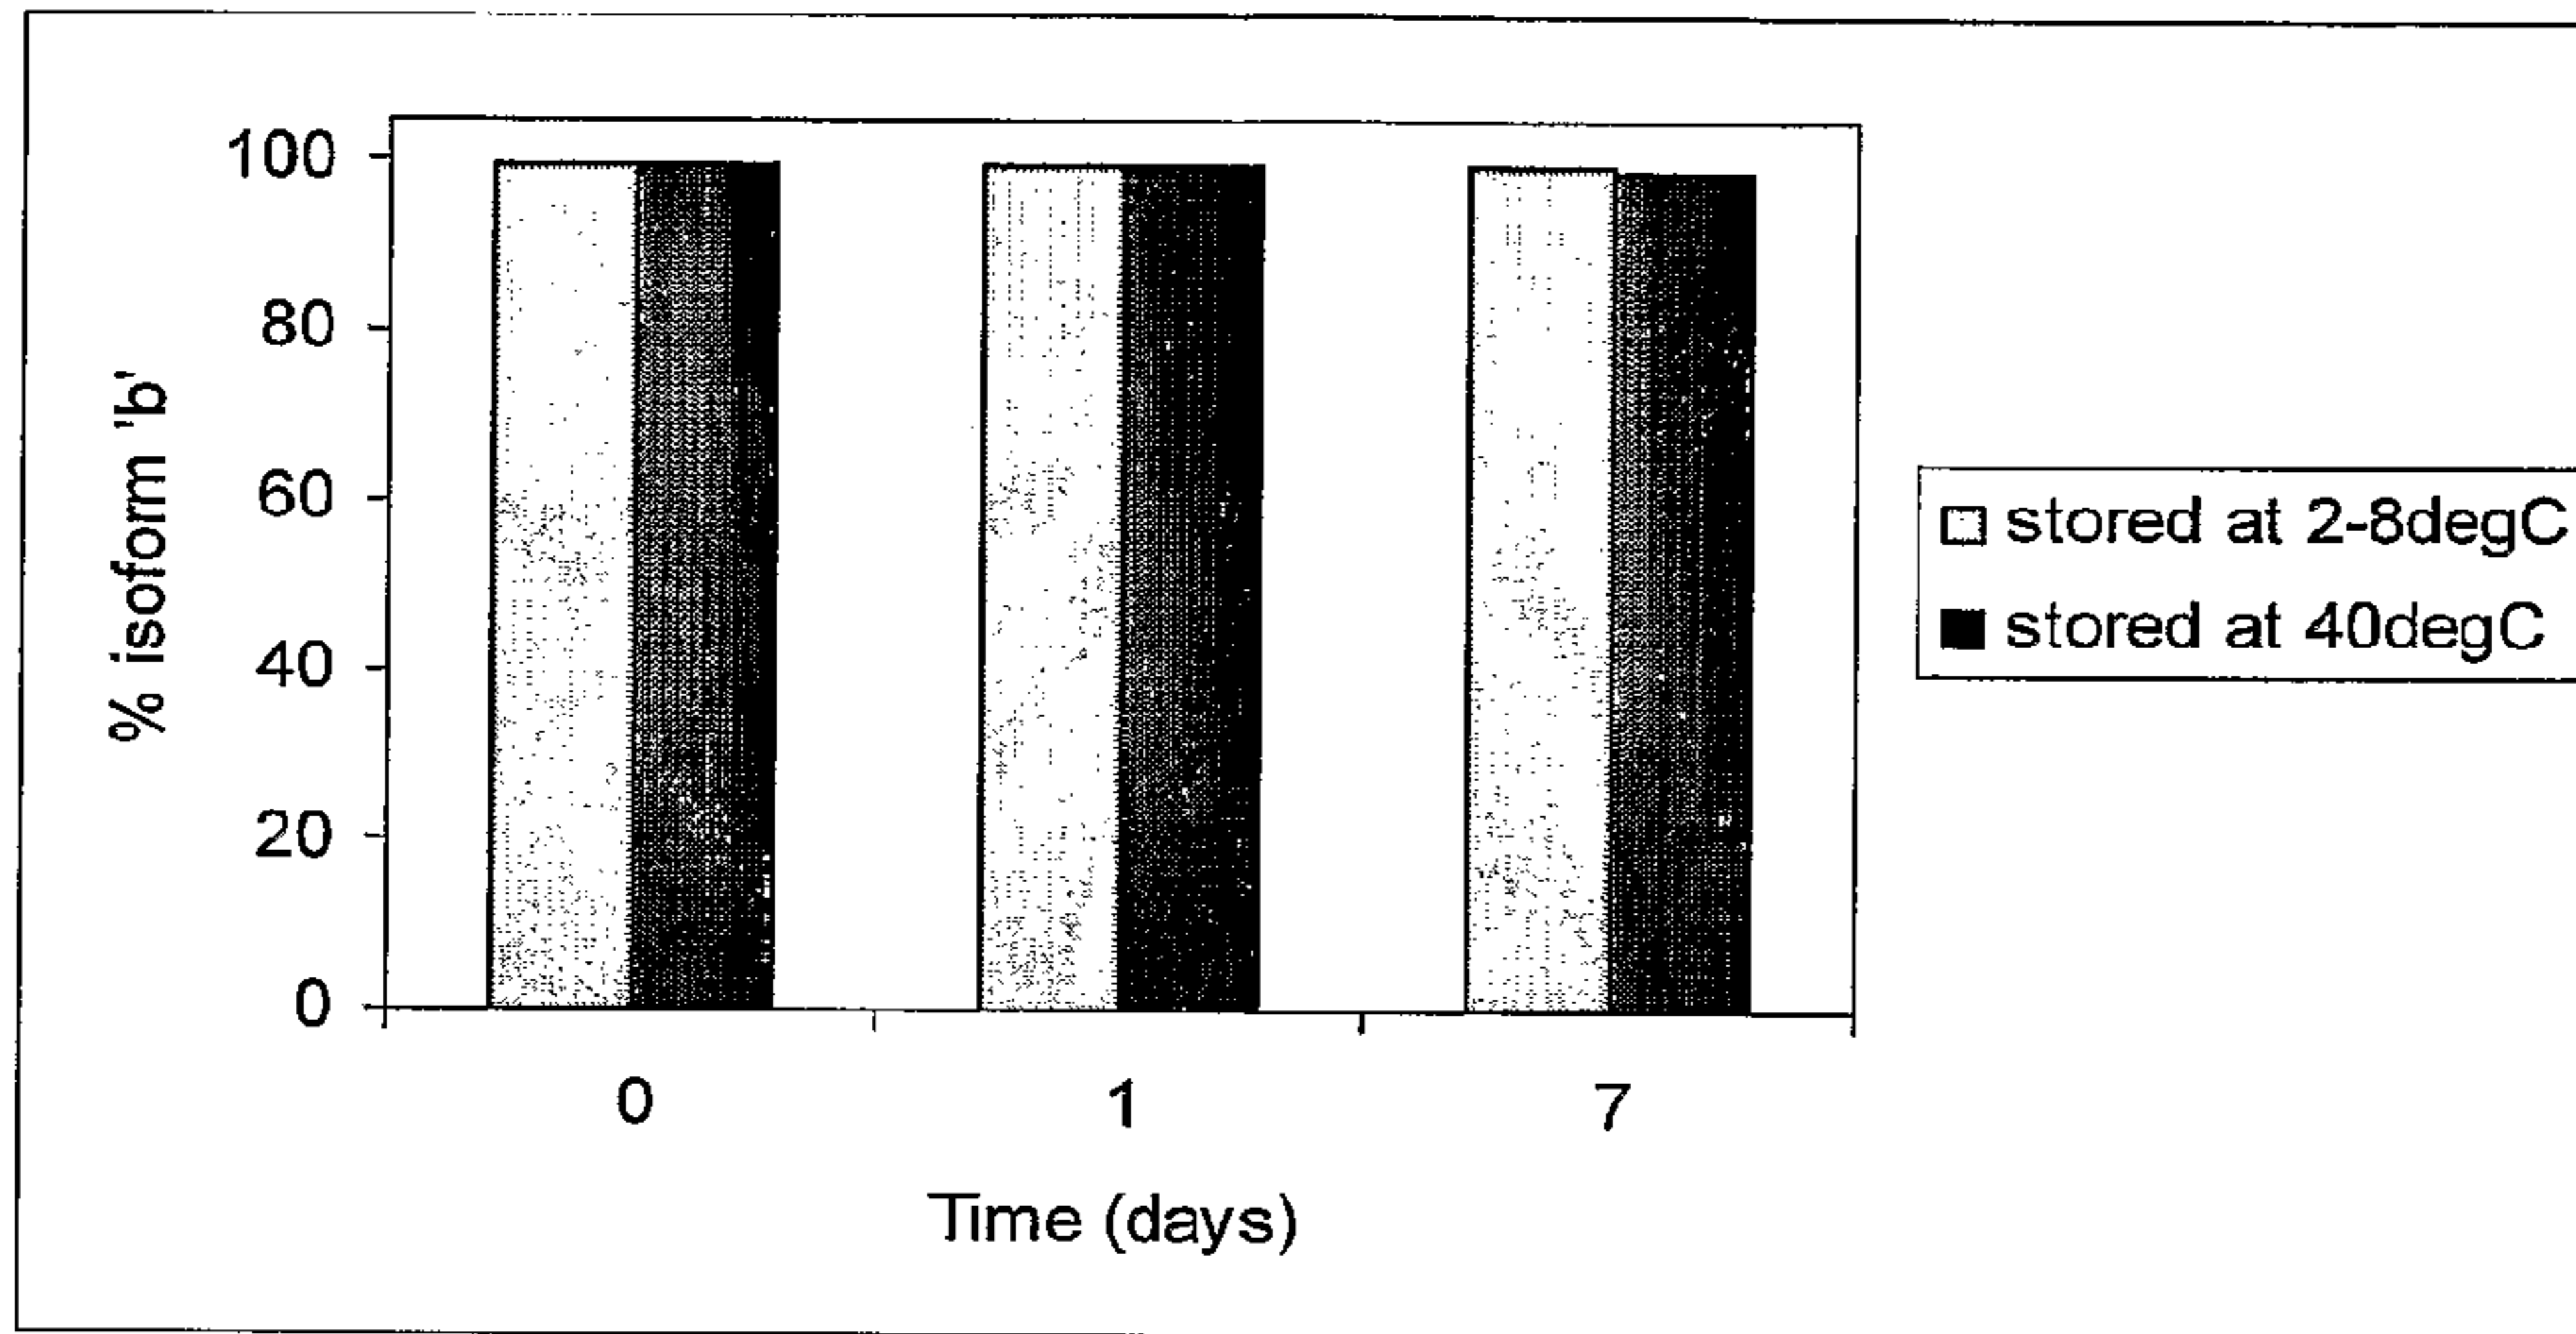 100
80
60
40
20
0
% isoform 'b'
0 1 7
Time (days)
stored at 2-8degC
stored at 40degC